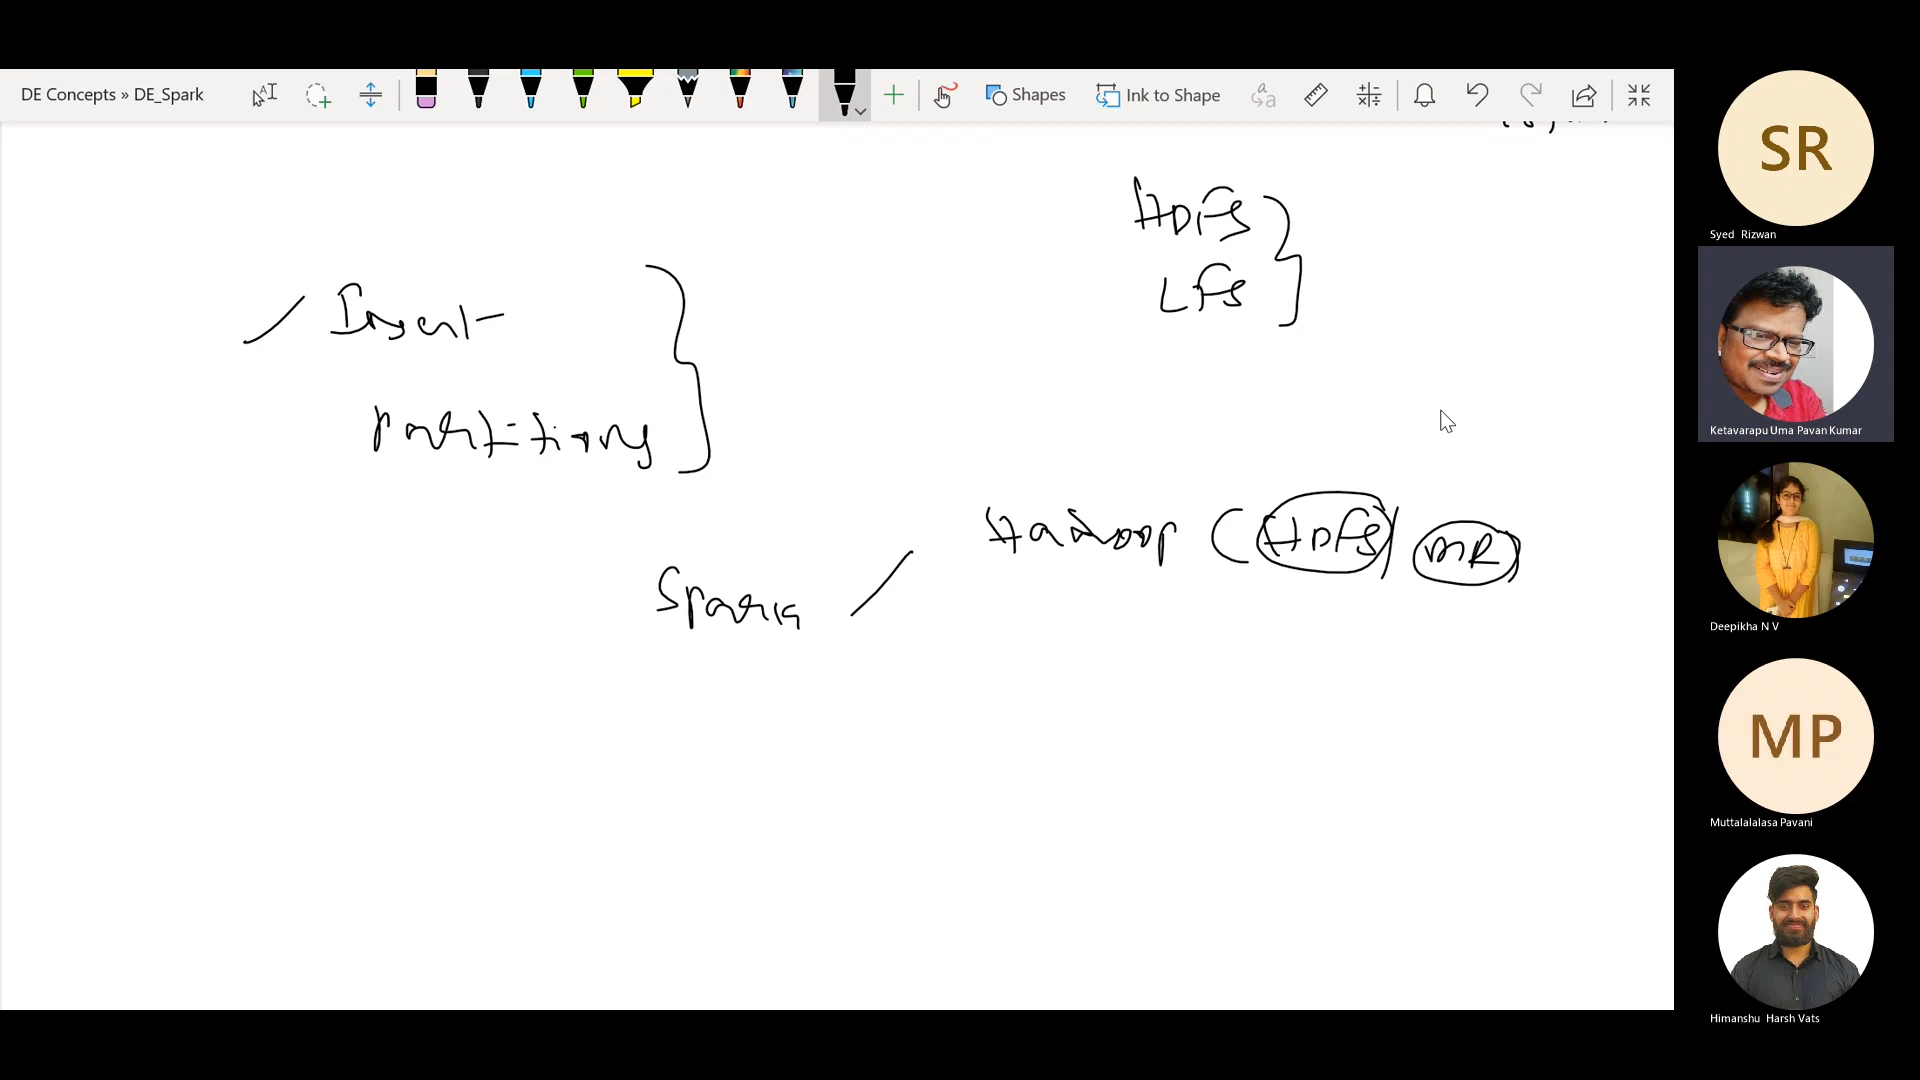 DE Concepts » DE_Spark
Shapes
Ink to Shape
HDFS
LFS
Insert
Partitions
Hadoop (HDFS/ MR)
Spark
SR
Syed Rizwan
Ketavarapu Uma Pavan Kumar
Deepikha N V
MP
Muttalalalasa Pavani
Himanshu Harsh Vats